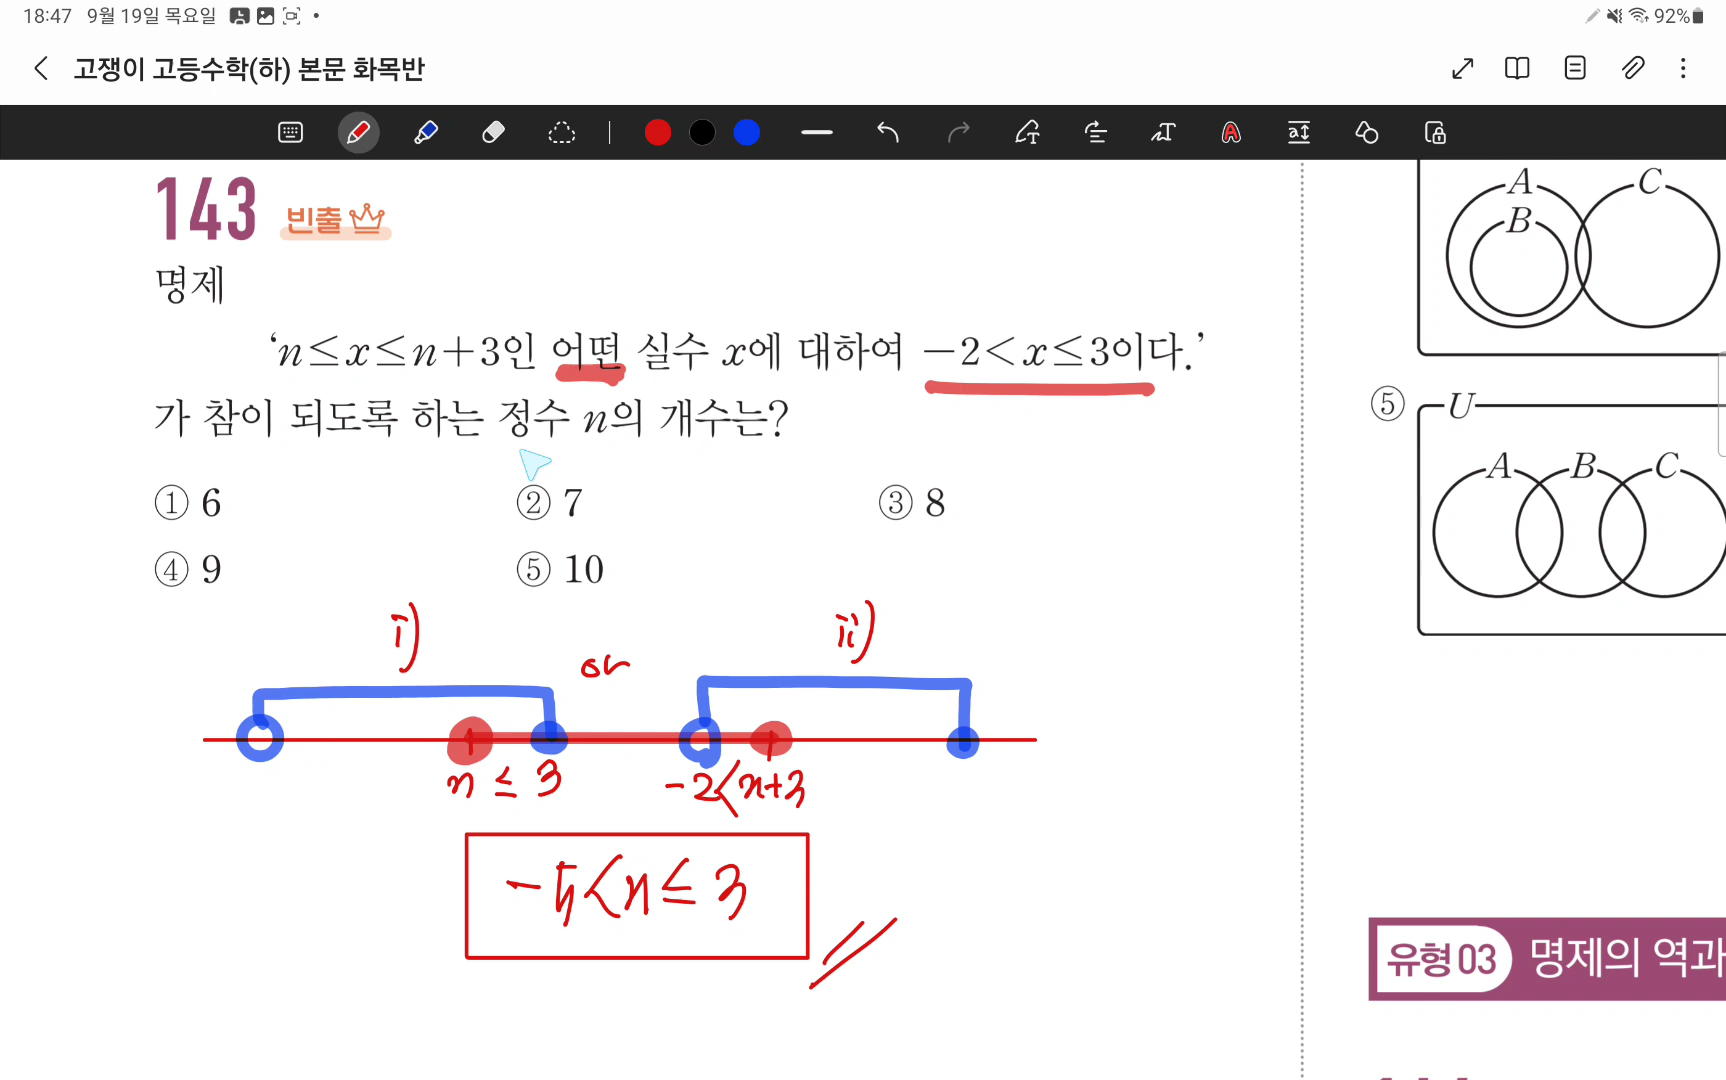 18:47 9월 19일 목요일 92%
고쟁이 고등수학(하) 본문 화목반
143 빈출
명제
‘n≤x≤n+3인 어떤 실수 x에 대하여 −2<x≤3이다.’
가 참이 되도록 하는 정수 n의 개수는?
① 6 ② 7 ③ 8
④ 9 ⑤ 10
i) or ii)
n ≤ 3 -2<n+3
-5<n≤3
A C
B
⑤ U
A B C
유형 03 명제의 역과